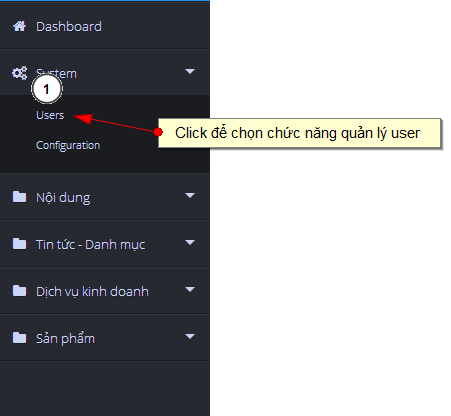 Dashboard
System
1
Users
Click để chọn chức năng quản lý user
Configuration
Nội dung
Tin tức - Danh mục
Dịch vụ kinh doanh
Sản phẩm